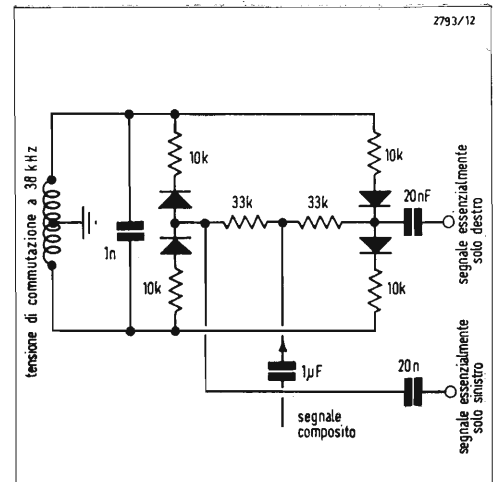 2793/12
tensione di commutazione a 38 kHz
10k
10k
33k
33k
20nF
segnale essenzialmente
solo destro
1n
10k
10k
1µF
20n
segnale
composito
segnale essenzialmente
solo sinistro